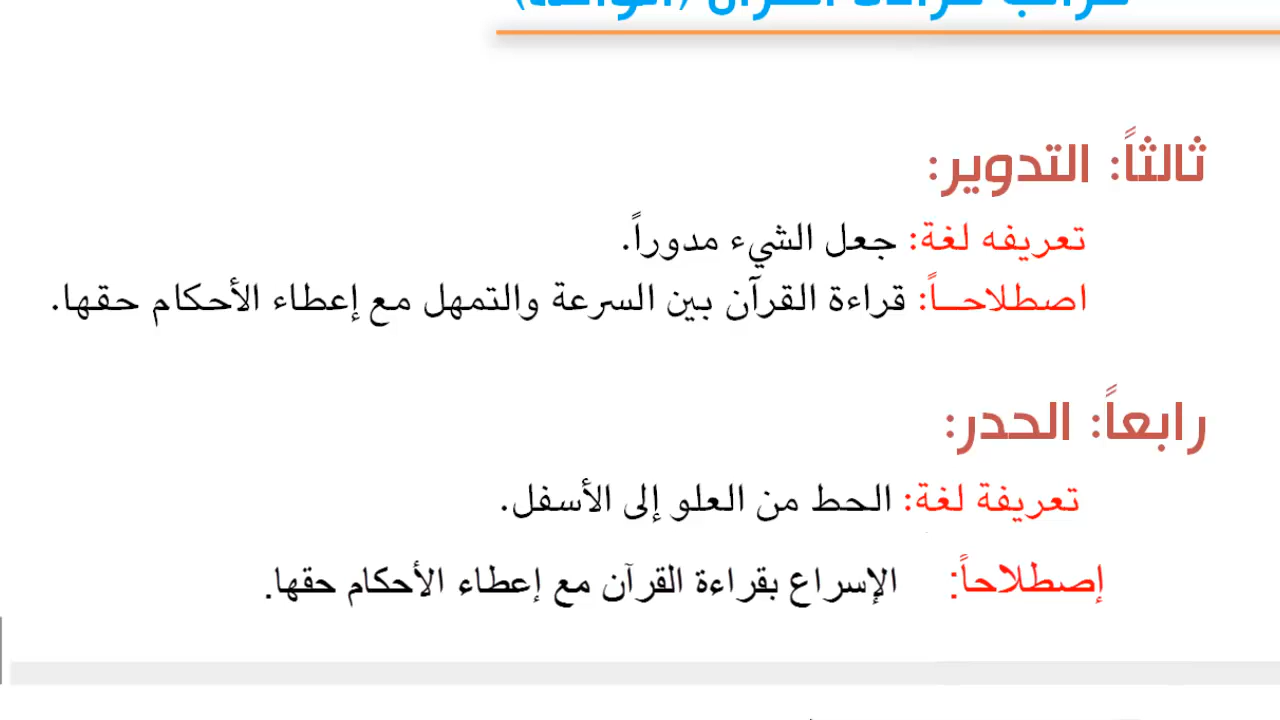 ثالثاً: التدوير:
تعريفه لغة: جعل الشيء مدوراً.
اصطلاحــاً: قراءة القرآن بين السرعة والتمهل مع إعطاء الأحكام حقها.
رابعاً: الحدر:
تعريفة لغة: الحط من العلو إلى الأسفل.
إصطلاحاً: الإسراع بقراءة القرآن مع إعطاء الأحكام حقها.